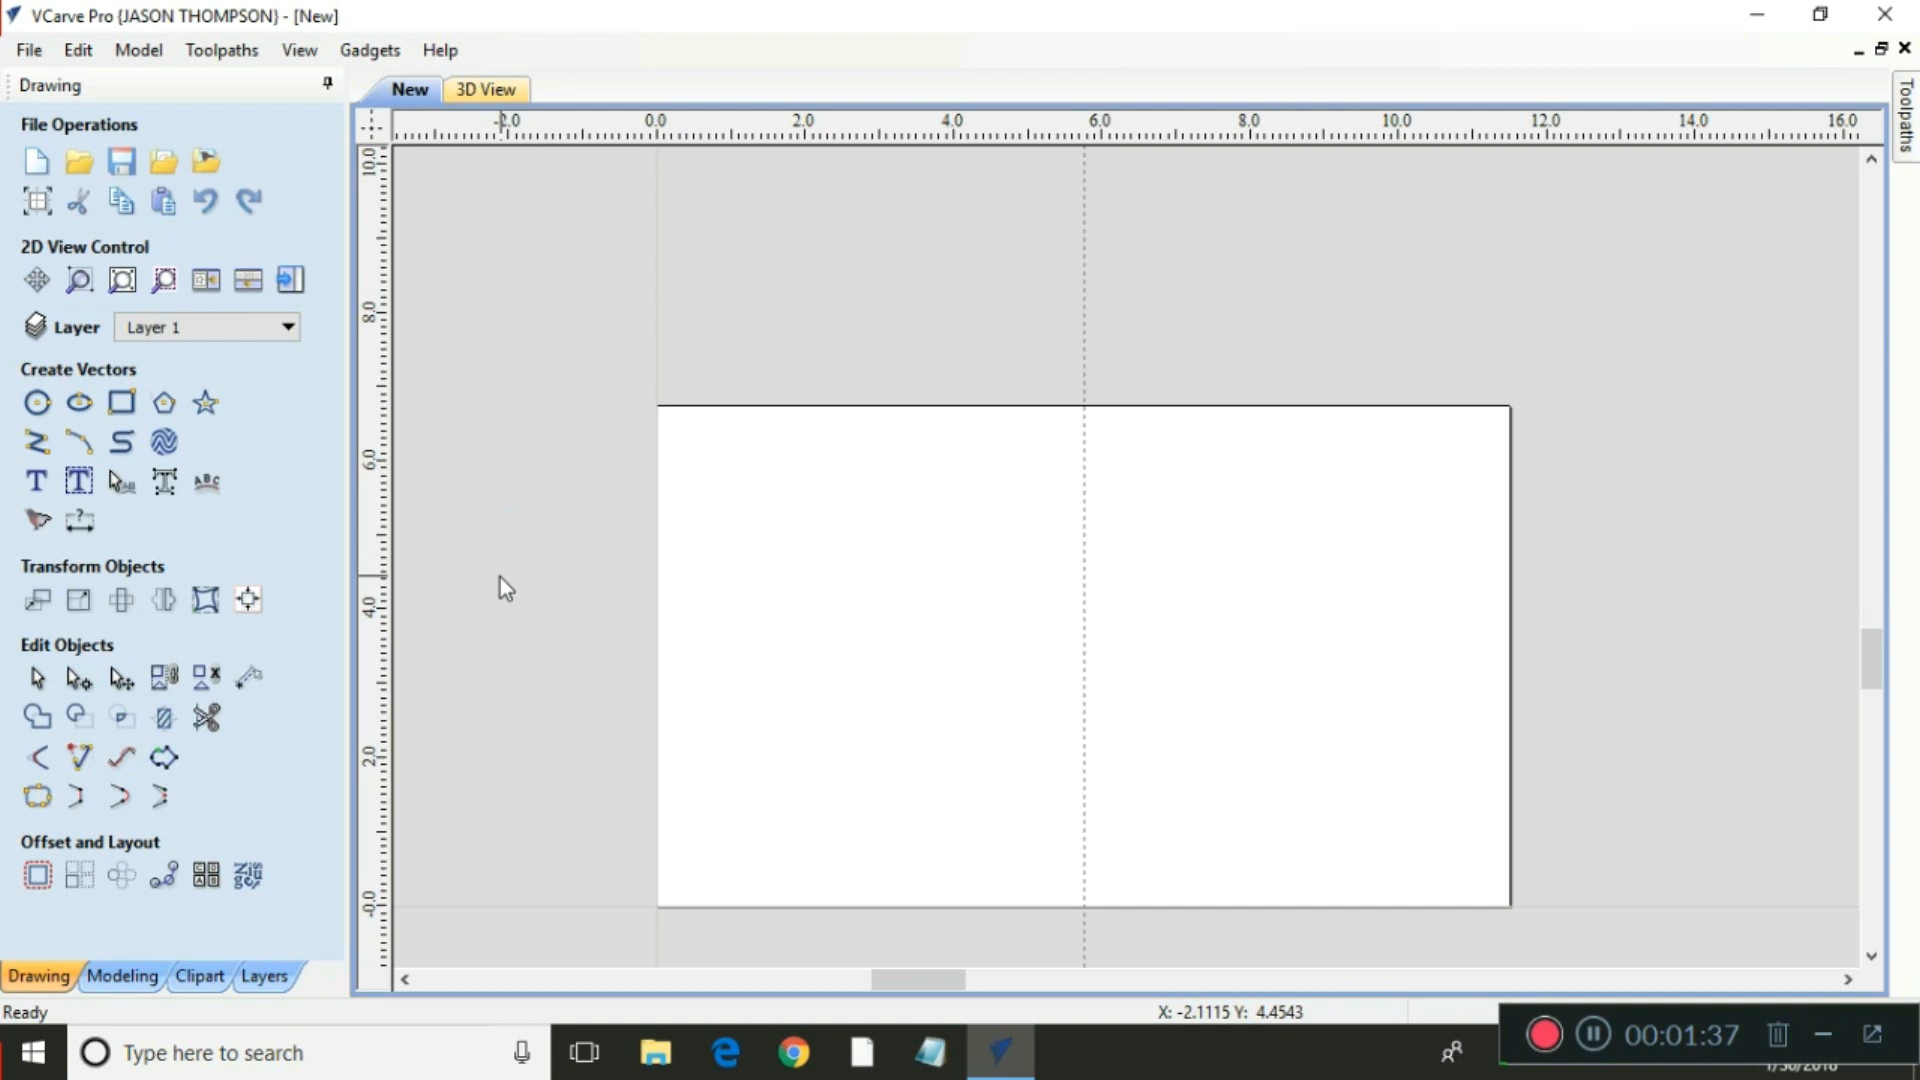 VCarve Pro {JASON THOMPSON} - [New]
File Edit Model Toolpaths View Gadgets Help
Drawing
New 3D View
Toolpaths
File Operations
-2.0 0.0 2.0 4.0 6.0 8.0 10.0 12.0 14.0 16.0
10.0
8.0
6.0
4.0
2.0
-0.0
2D View Control
Layer Layer 1
Create Vectors
Transform Objects
Edit Objects
Offset and Layout
Drawing Modeling Clipart Layers
Ready
X: -2.1115 Y: 4.4543
Type here to search
00:01:37